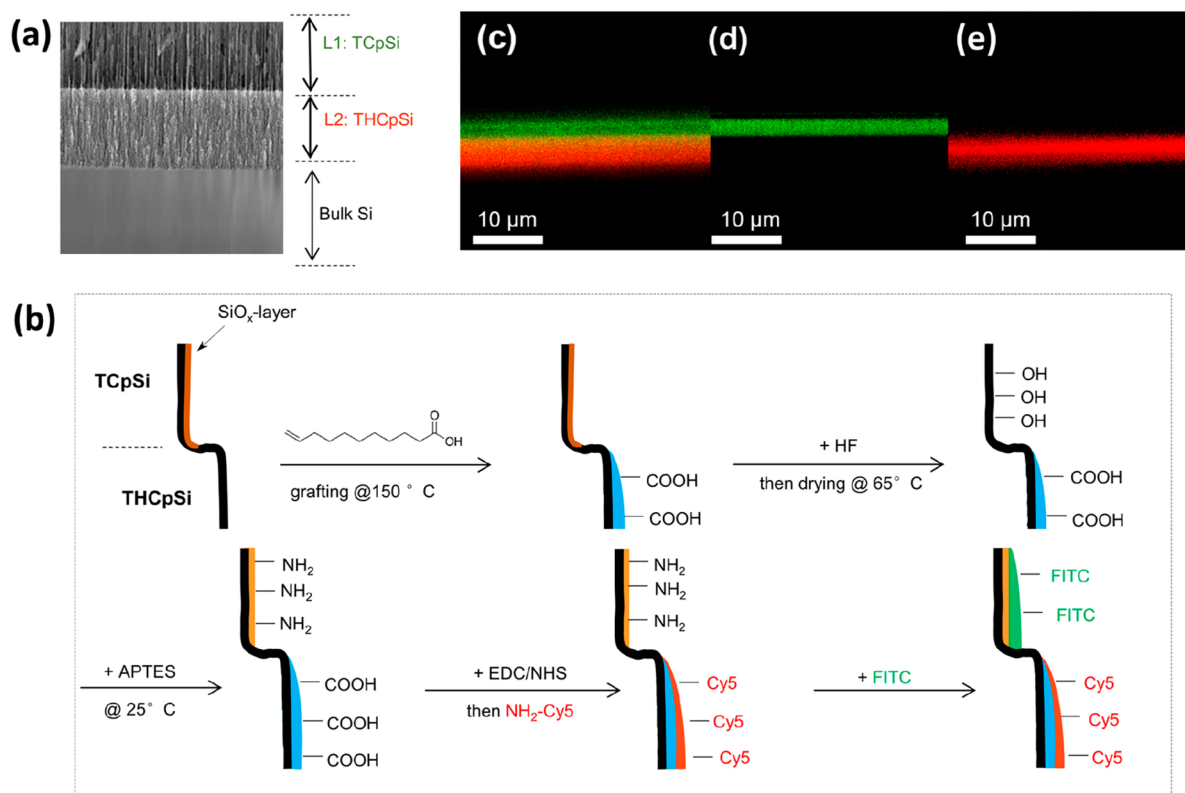 (a)
L1: TCpSi
L2: THCpSi
Bulk Si
(c)
(d)
(e)
10 µm
10 µm
10 µm
(b)
SiOx-layer
TCpSi
THCpSi
O
OH
grafting @150 ° C
COOH
COOH
+ HF
then drying @ 65° C
OH
OH
OH
COOH
COOH
+ APTES
@ 25° C
NH2
NH2
NH2
COOH
COOH
COOH
+ EDC/NHS
then NH2-Cy5
NH2
NH2
NH2
Cy5
Cy5
Cy5
+ FITC
FITC
FITC
Cy5
Cy5
Cy5